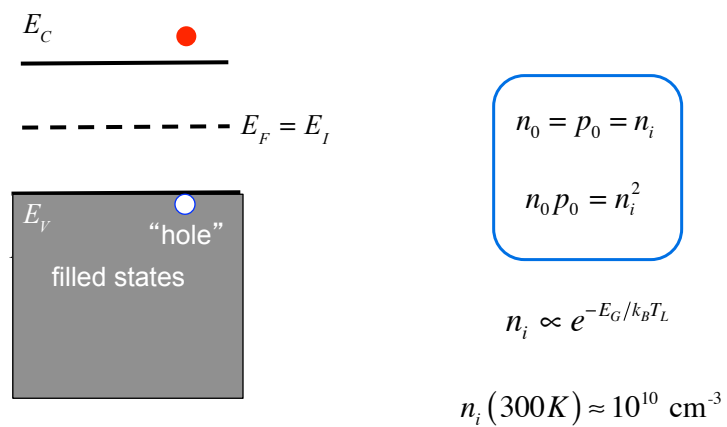 E_C
E_F = E_I
E_V
“hole”
filled states
n_0 = p_0 = n_i
n_0 p_0 = n_i^2
n_i ∝ e^{-E_G/k_B T_L}
n_i (300K) ≈ 10^{10} cm^{-3}